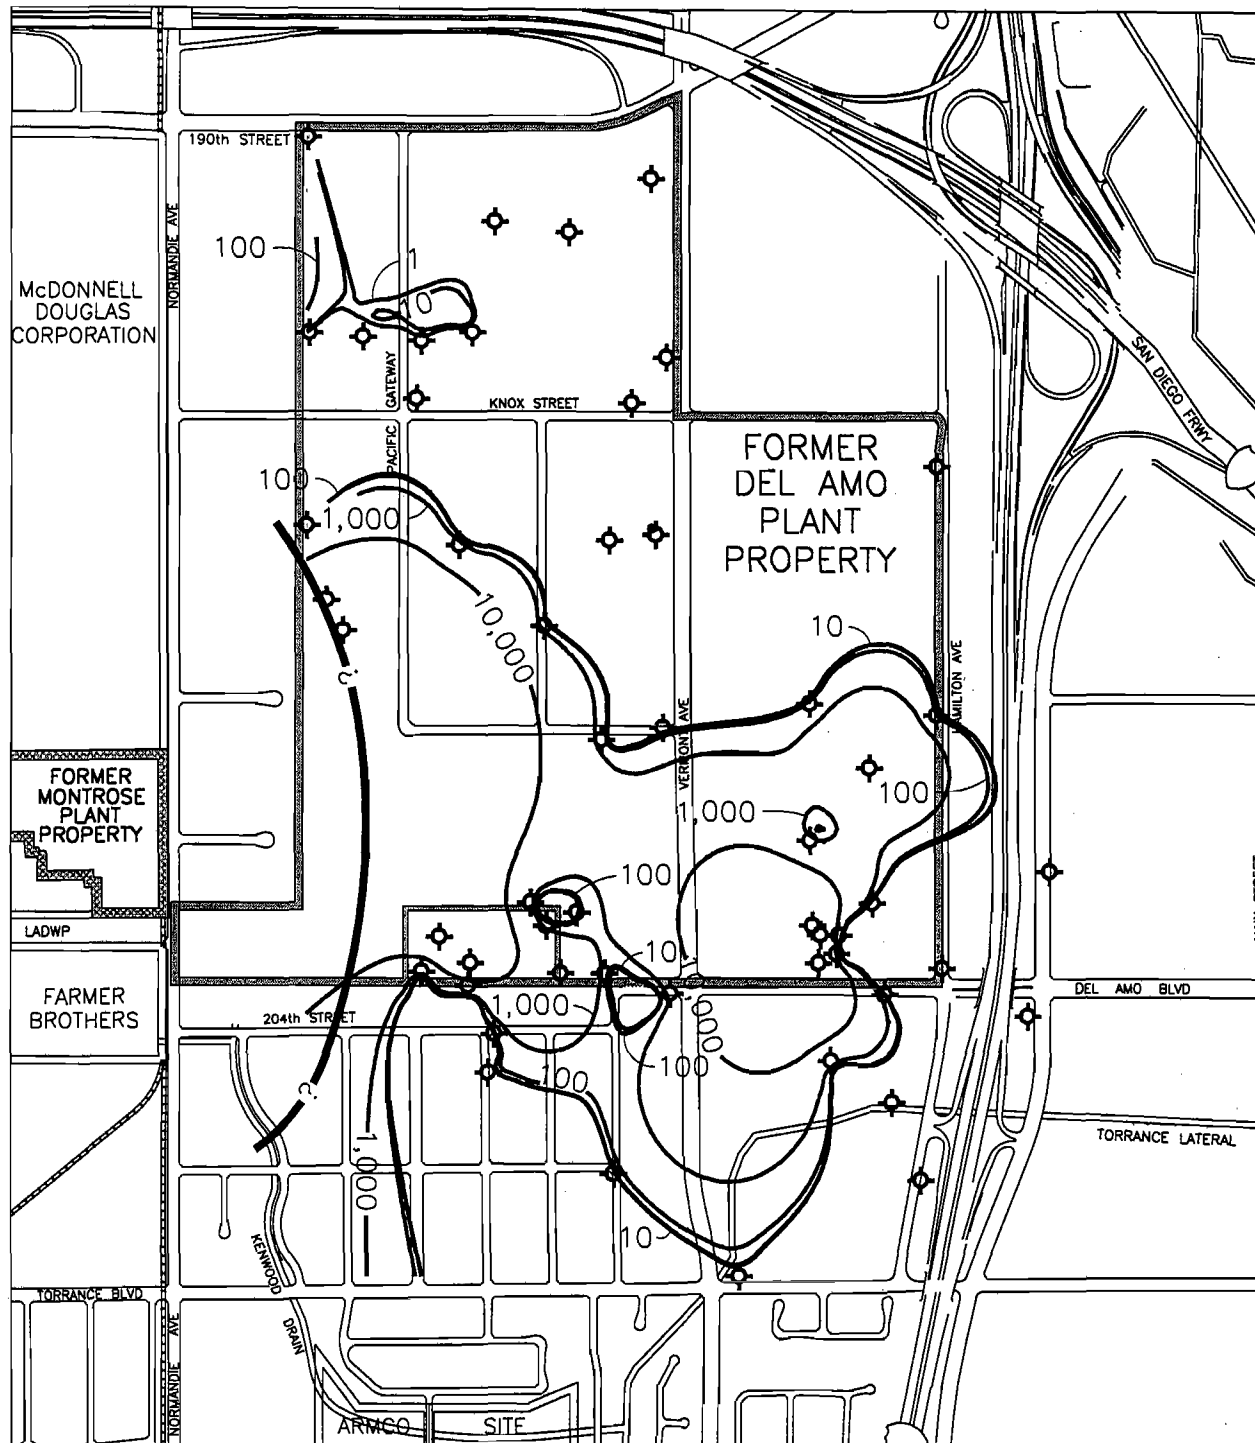 190th STREET
NORMANDIE AVE
100
1
10
McDONNELL
DOUGLAS
CORPORATION
SAN DIEGO FRWY
PACIFIC GATEWAY
KNOX STREET
FORMER
DEL AMO
PLANT
PROPERTY
100
1,000
10,000
10
HAMILTON AVE
?
VERMONT AVE
FORMER
MONTROSE
PLANT
PROPERTY
100
1,000
100
LADWP
10
DEL AMO BLVD
FARMER
BROTHERS
1,000
204th STREET
10,000
100
100
?
1,000
TORRANCE LATERAL
10
KENWOOD
DRAIN
TORRANCE BLVD
NORMANDIE AVE
ARMCO SITE